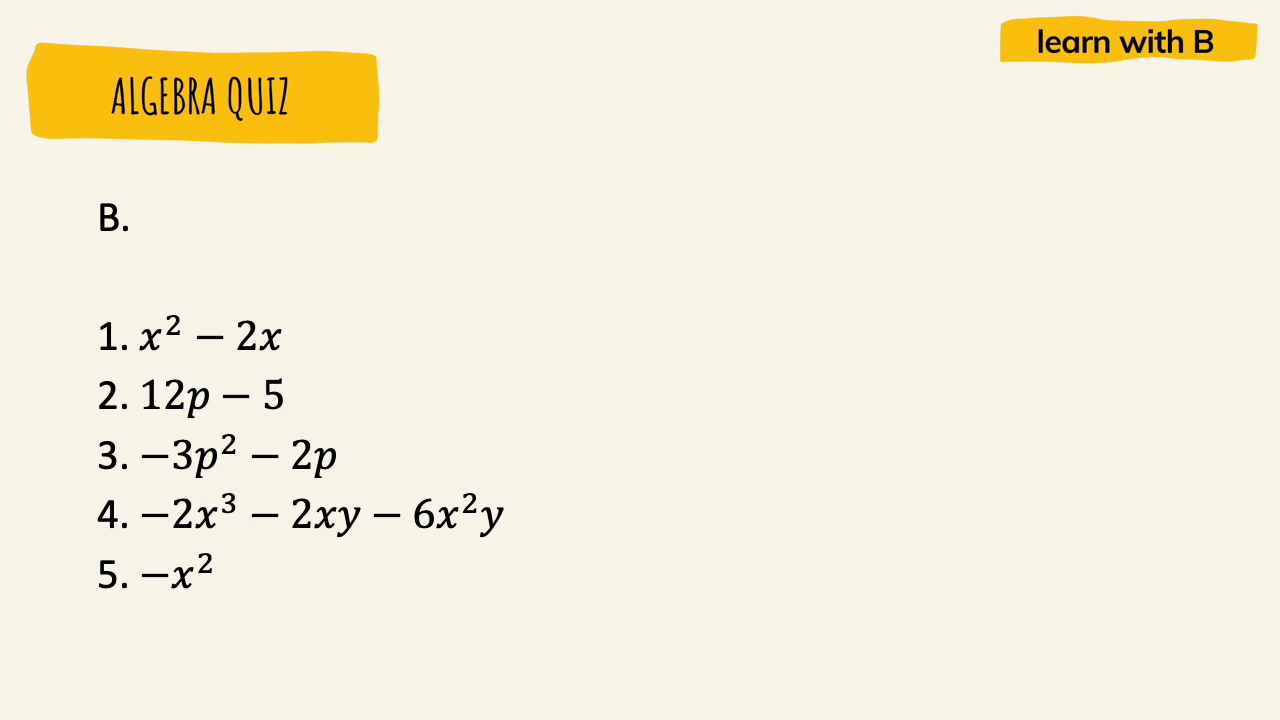 learn with B
ALGEBRA QUIZ
B.
1. x² − 2x
2. 12p − 5
3. −3p² − 2p
4. −2x³ − 2xy − 6x²y
5. −x²